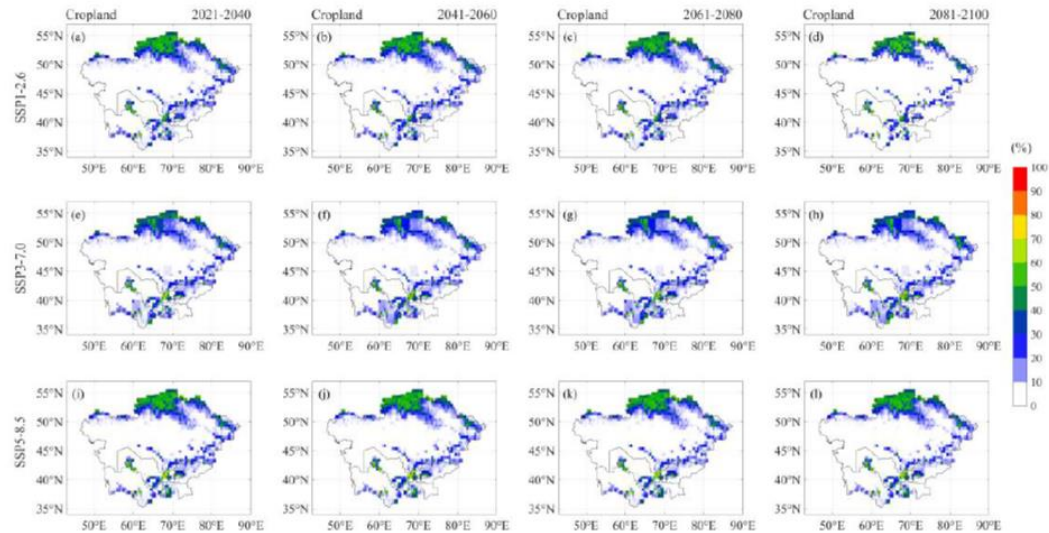 Cropland 2021-2040 Cropland 2041-2060 Cropland 2061-2080 Cropland 2081-2100
55°N (a) 55°N (b) 55°N (c) 55°N (d)
50°N 50°N 50°N 50°N
SSP1-2.6
45°N 45°N 45°N 45°N
40°N 40°N 40°N 40°N
35°N 35°N 35°N 35°N
50°E 60°E 70°E 80°E 90°E 50°E 60°E 70°E 80°E 90°E 50°E 60°E 70°E 80°E 90°E 50°E 60°E 70°E 80°E 90°E
55°N (e) 55°N (f) 55°N (g) 55°N (h)
50°N 50°N 50°N 50°N
SSP3-7.0
45°N 45°N 45°N 45°N
40°N 40°N 40°N 40°N
35°N 35°N 35°N 35°N
50°E 60°E 70°E 80°E 90°E 50°E 60°E 70°E 80°E 90°E 50°E 60°E 70°E 80°E 90°E 50°E 60°E 70°E 80°E 90°E
55°N (i) 55°N (j) 55°N (k) 55°N (l)
50°N 50°N 50°N 50°N
SSP5-8.5
45°N 45°N 45°N 45°N
40°N 40°N 40°N 40°N
35°N 35°N 35°N 35°N
50°E 60°E 70°E 80°E 90°E 50°E 60°E 70°E 80°E 90°E 50°E 60°E 70°E 80°E 90°E 50°E 60°E 70°E 80°E 90°E
(%)
100
90
80
70
60
50
40
30
20
10
0